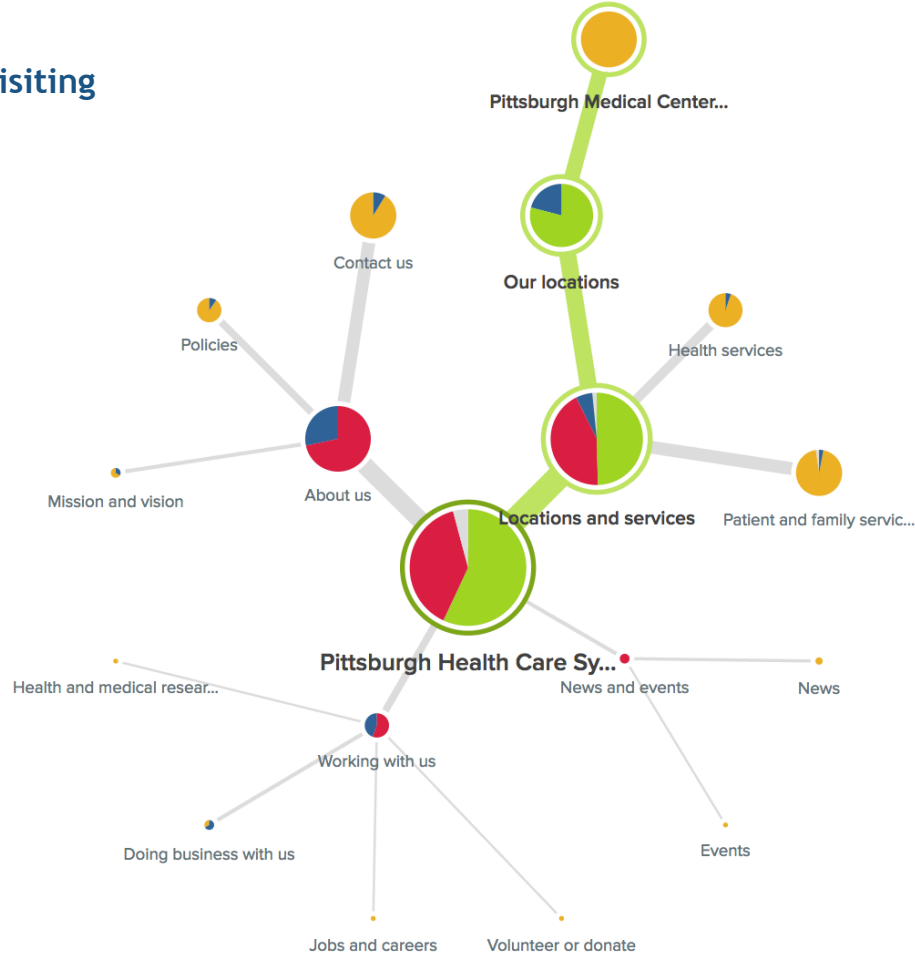 isiting
Pittsburgh Medical Center...
Contact us
Our locations
Policies
Health services
Mission and vision
About us
Locations and services
Patient and family servic...
Pittsburgh Health Care Sy...
Health and medical resear...
News and events
News
Working with us
Doing business with us
Events
Jobs and careers
Volunteer or donate